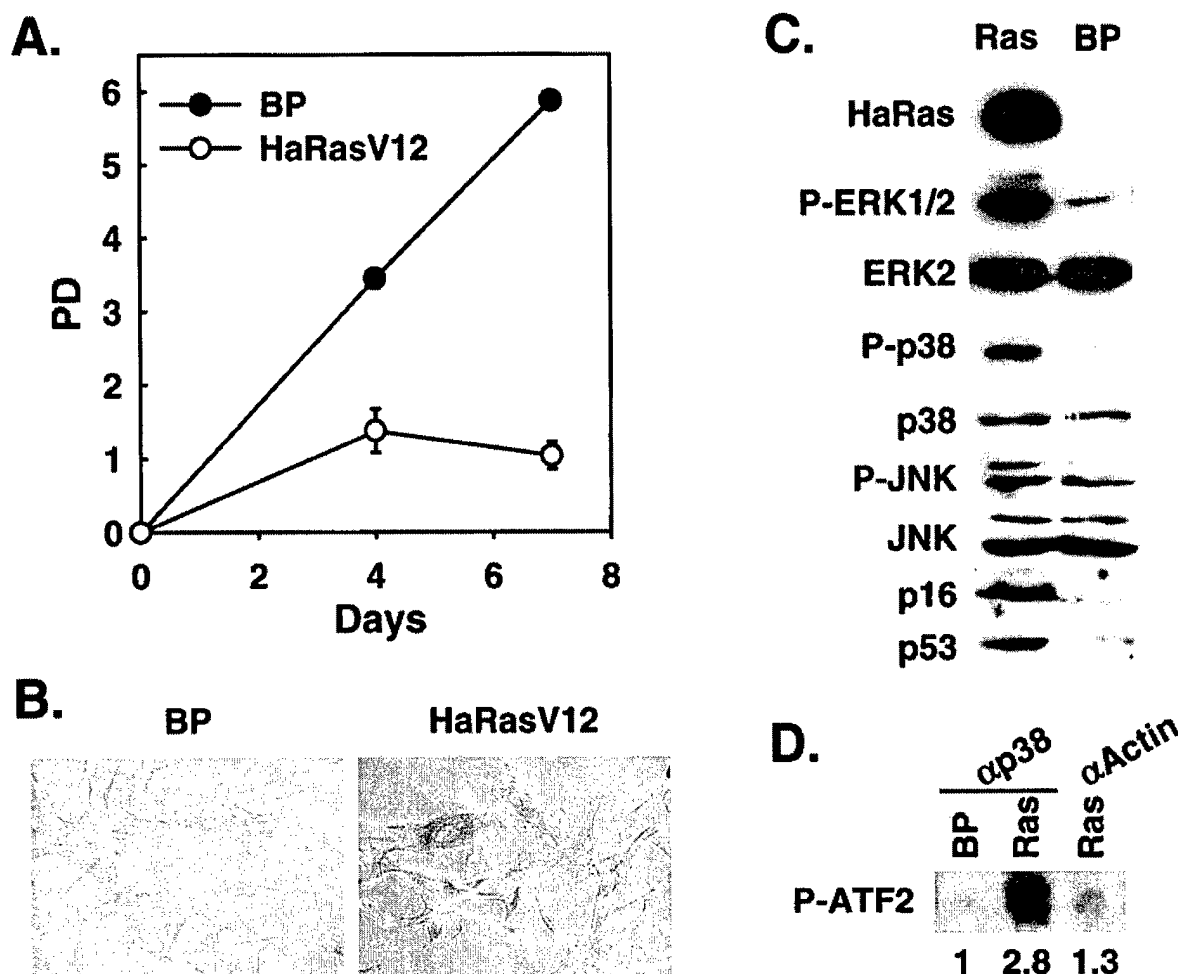 A.
6
5
4
3
2
1
0
PD
BP
HaRasV12
0 2 4 6 8
Days
B.
BP HaRasV12
C.
Ras BP
HaRas
P-ERK1/2
ERK2
P-p38
p38
P-JNK
JNK
p16
p53
D.
αp38 αActin
BP Ras Ras
P-ATF2
1 2.8 1.3